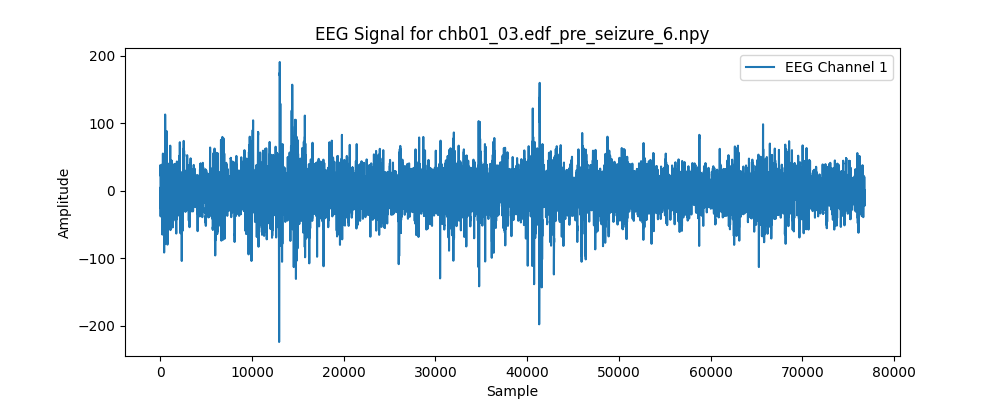 EEG Signal for chb01_03.edf_pre_seizure_6.npy
EEG Channel 1
Amplitude
200
100
0
−100
−200
0 10000 20000 30000 40000 50000 60000 70000 80000
Sample